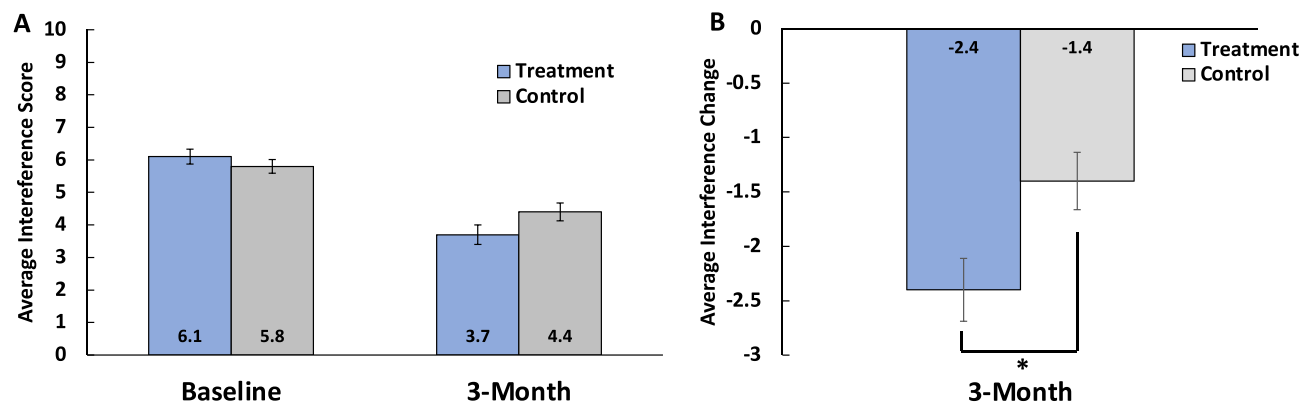 A
Average Intereference Score
10
9
8
7
6
5
4
3
2
1
0
6.1
5.8
3.7
4.4
Baseline
3-Month
Treatment
Control
B
Average Interference Change
0
-0.5
-1
-1.5
-2
-2.5
-3
-2.4
-1.4
*
3-Month
Treatment
Control